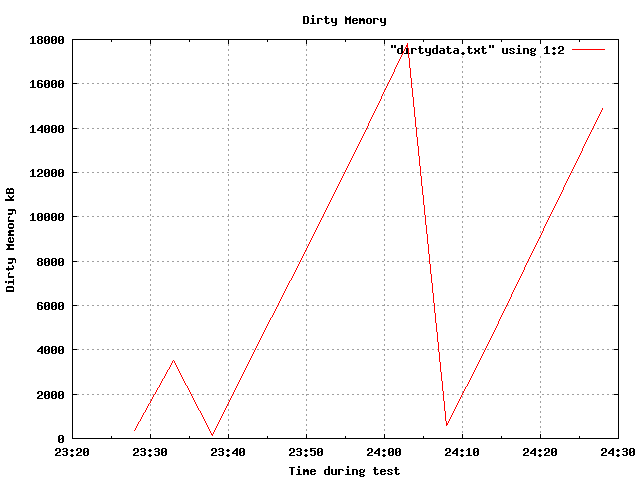 Dirty Memory
"dirtydata.txt" using 1:2
18000
16000
14000
12000
10000
8000
6000
4000
2000
0
Dirty Memory kB
23:20 23:30 23:40 23:50 24:00 24:10 24:20 24:30
Time during test